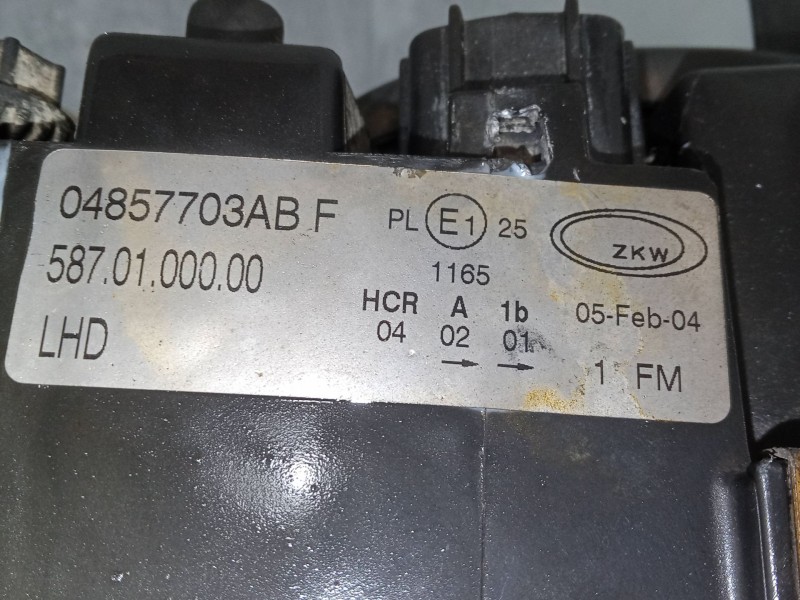 04857703AB F
587.01.000.00
LHD
PL E1 25
1165
HCR A 1b
04 02 01
→ →
ZKW
05-Feb-04
1 FM